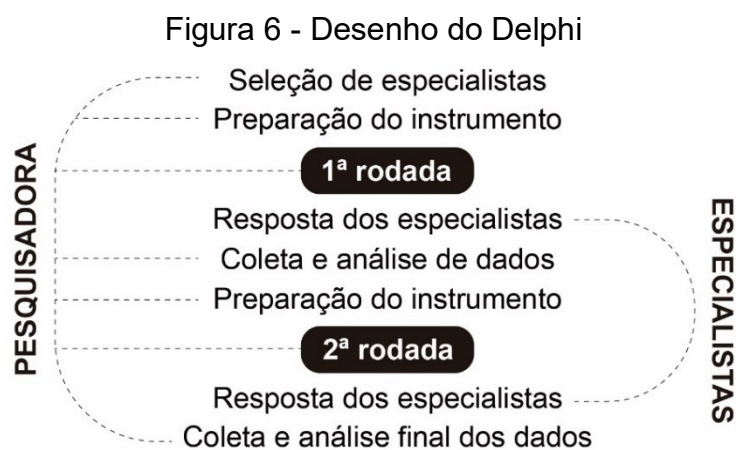 Figura 6 - Desenho do Delphi
Seleção de especialistas
Preparação do instrumento
1ª rodada
Resposta dos especialistas
Coleta e análise de dados
Preparação do instrumento
2ª rodada
Resposta dos especialistas
Coleta e análise final dos dados
PESQUISADORA
ESPECIALISTAS